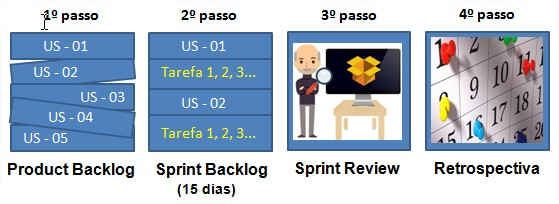 1º passo
2º passo
3º passo
4º passo
US - 01
US - 02
US - 03
US - 04
US - 05
US - 01
Tarefa 1, 2, 3...
US - 02
Tarefa 1, 2, 3...
Product Backlog
Sprint Backlog
(15 dias)
Sprint Review
Retrospectiva